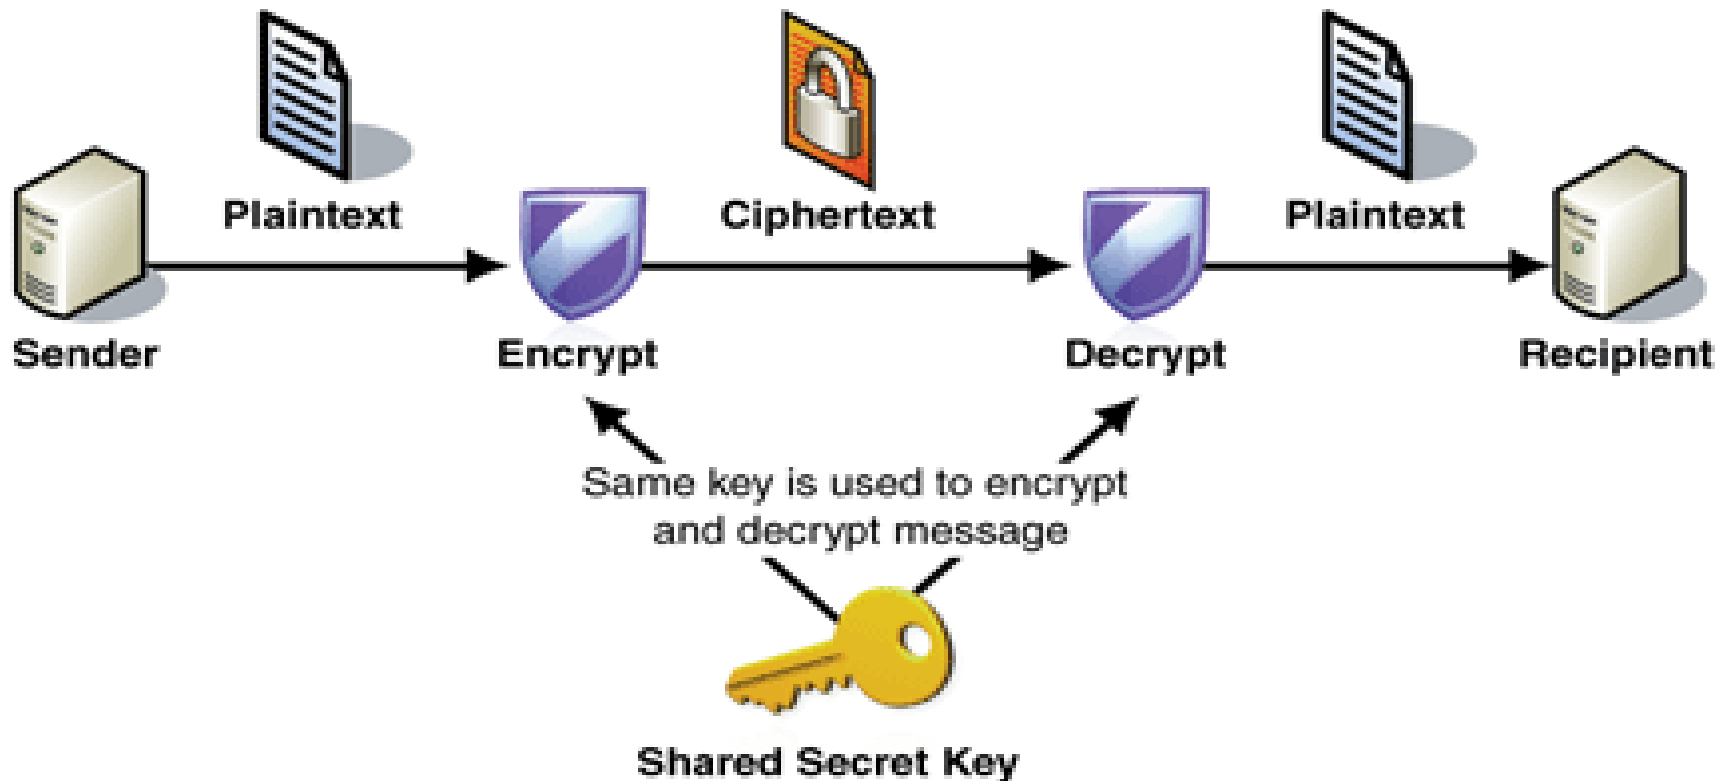 Plaintext
Ciphertext
Plaintext
Sender
Encrypt
Decrypt
Recipient
Same key is used to encrypt
and decrypt message
Shared Secret Key